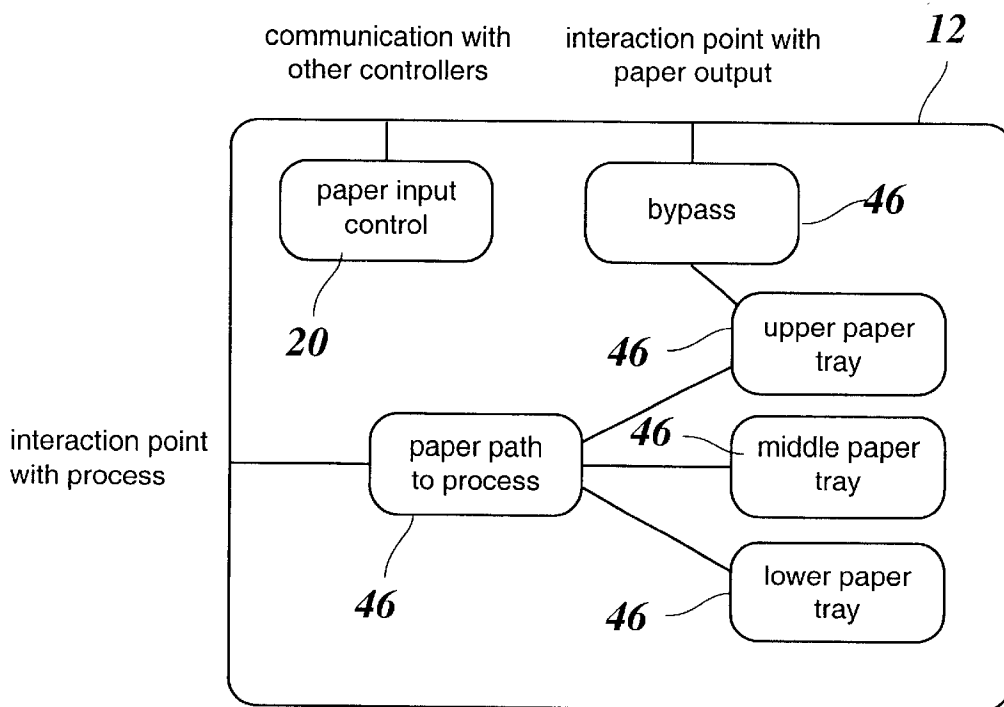 communication with
other controllers
interaction point with
paper output
12
paper input
control
bypass
46
20
46
upper paper
tray
interaction point
with process
paper path
to process
46
middle paper
tray
46
46
lower paper
tray